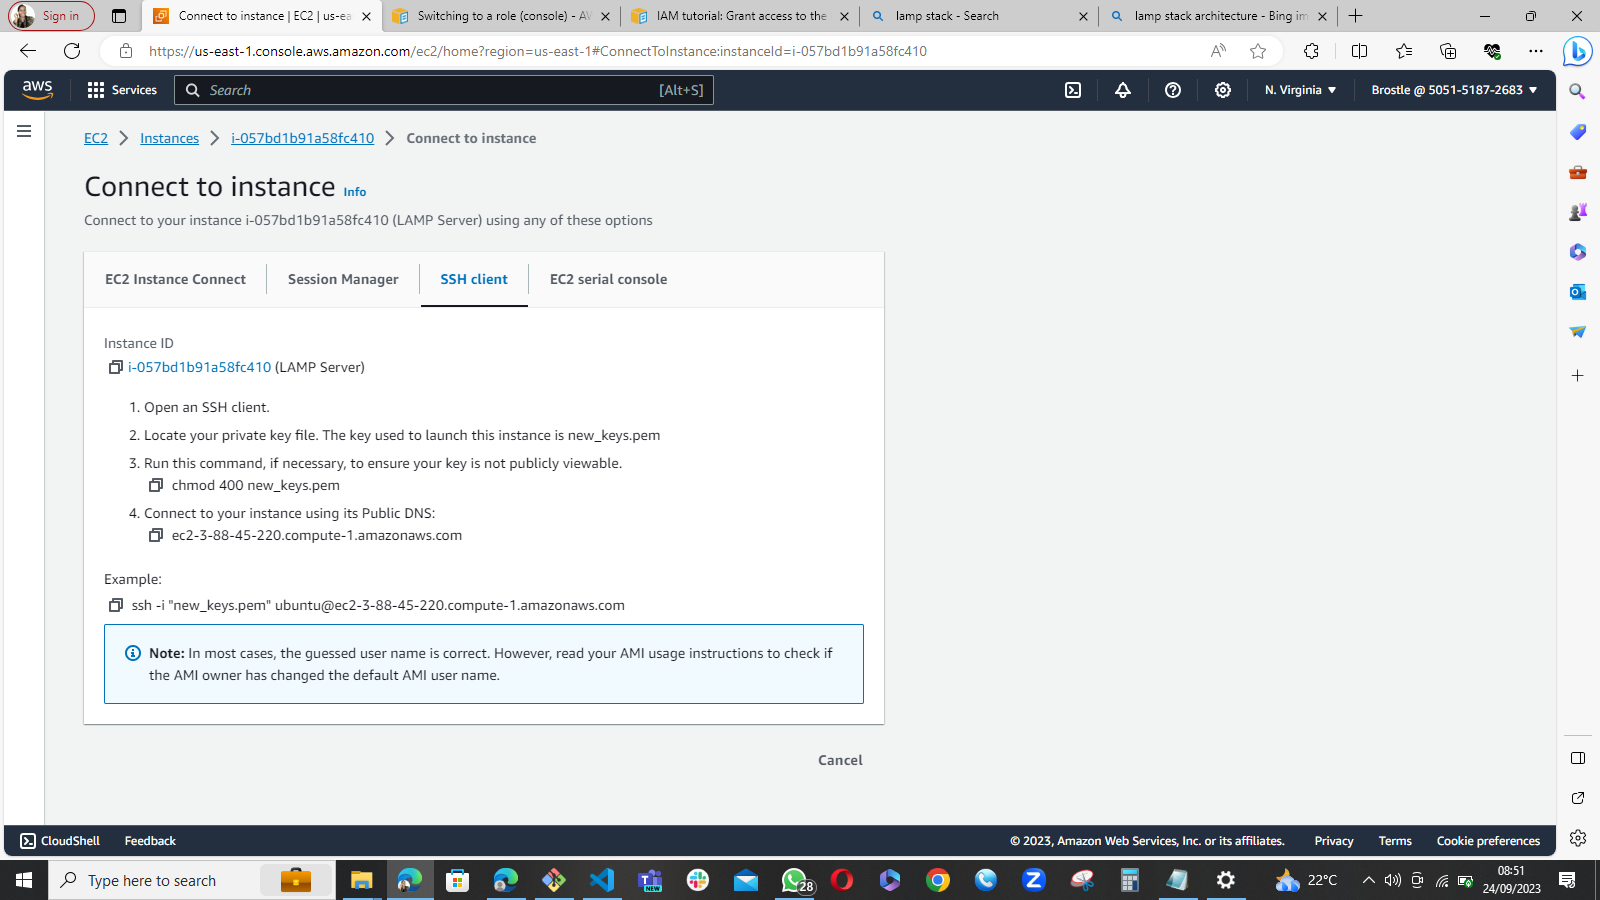 Sign in
Connect to instance | EC2 | us-ea
Switching to a role (console) - AW
IAM tutorial: Grant access to the
lamp stack - Search
lamp stack architecture - Bing im
https://us-east-1.console.aws.amazon.com/ec2/home?region=us-east-1#ConnectToInstance:instanceId=i-057bd1b91a58fc410
aws
Services
Search
[Alt+S]
N. Virginia
Brostle @ 5051-5187-2683
EC2
Instances
i-057bd1b91a58fc410
Connect to instance
Connect to instance Info
Connect to your instance i-057bd1b91a58fc410 (LAMP Server) using any of these options
EC2 Instance Connect
Session Manager
SSH client
EC2 serial console
Instance ID
i-057bd1b91a58fc410 (LAMP Server)
1. Open an SSH client.
2. Locate your private key file. The key used to launch this instance is new_keys.pem
3. Run this command, if necessary, to ensure your key is not publicly viewable.
chmod 400 new_keys.pem
4. Connect to your instance using its Public DNS:
ec2-3-88-45-220.compute-1.amazonaws.com
Example:
ssh -i "new_keys.pem" ubuntu@ec2-3-88-45-220.compute-1.amazonaws.com
Note: In most cases, the guessed user name is correct. However, read your AMI usage instructions to check if
the AMI owner has changed the default AMI user name.
Cancel
CloudShell
Feedback
© 2023, Amazon Web Services, Inc. or its affiliates.
Privacy
Terms
Cookie preferences
Type here to search
NEW
28
22°C
08:51
24/09/2023